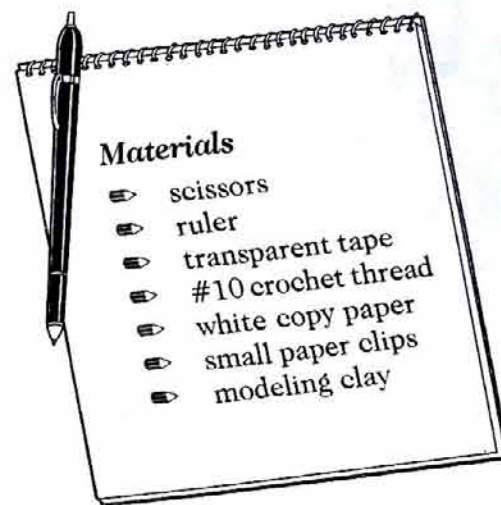 Materials
scissors
ruler
transparent tape
#10 crochet thread
white copy paper
small paper clips
modeling clay